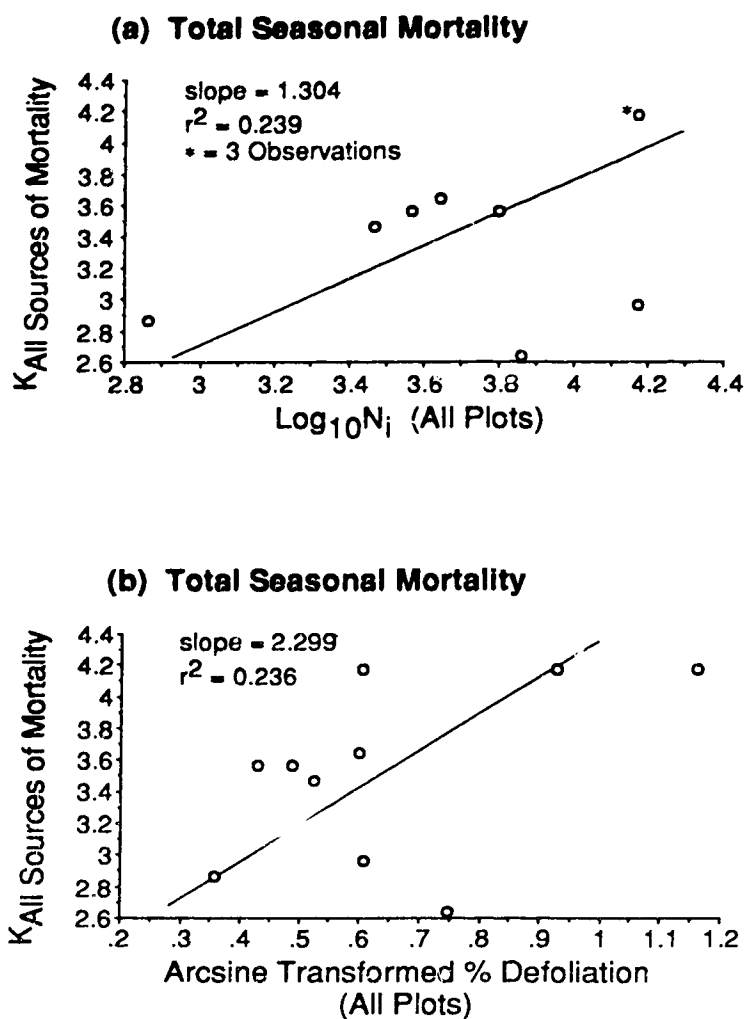 (a) Total Seasonal Mortality
slope = 1.304
r2 = 0.239
* = 3 Observations
*
KAll Sources of Mortality
4.4
4.2
4
3.8
3.6
3.4
3.2
3
2.8
2.6
2.8 3 3.2 3.4 3.6 3.8 4 4.2 4.4
Log10Ni (All Plots)
(b) Total Seasonal Mortality
slope = 2.299
r2 = 0.236
KAll Sources of Mortality
4.4
4.2
4
3.8
3.6
3.4
3.2
3
2.8
2.6
.2 .3 .4 .5 .6 .7 .8 .9 1 1.1 1.2
Arcsine Transformed % Defoliation
(All Plots)